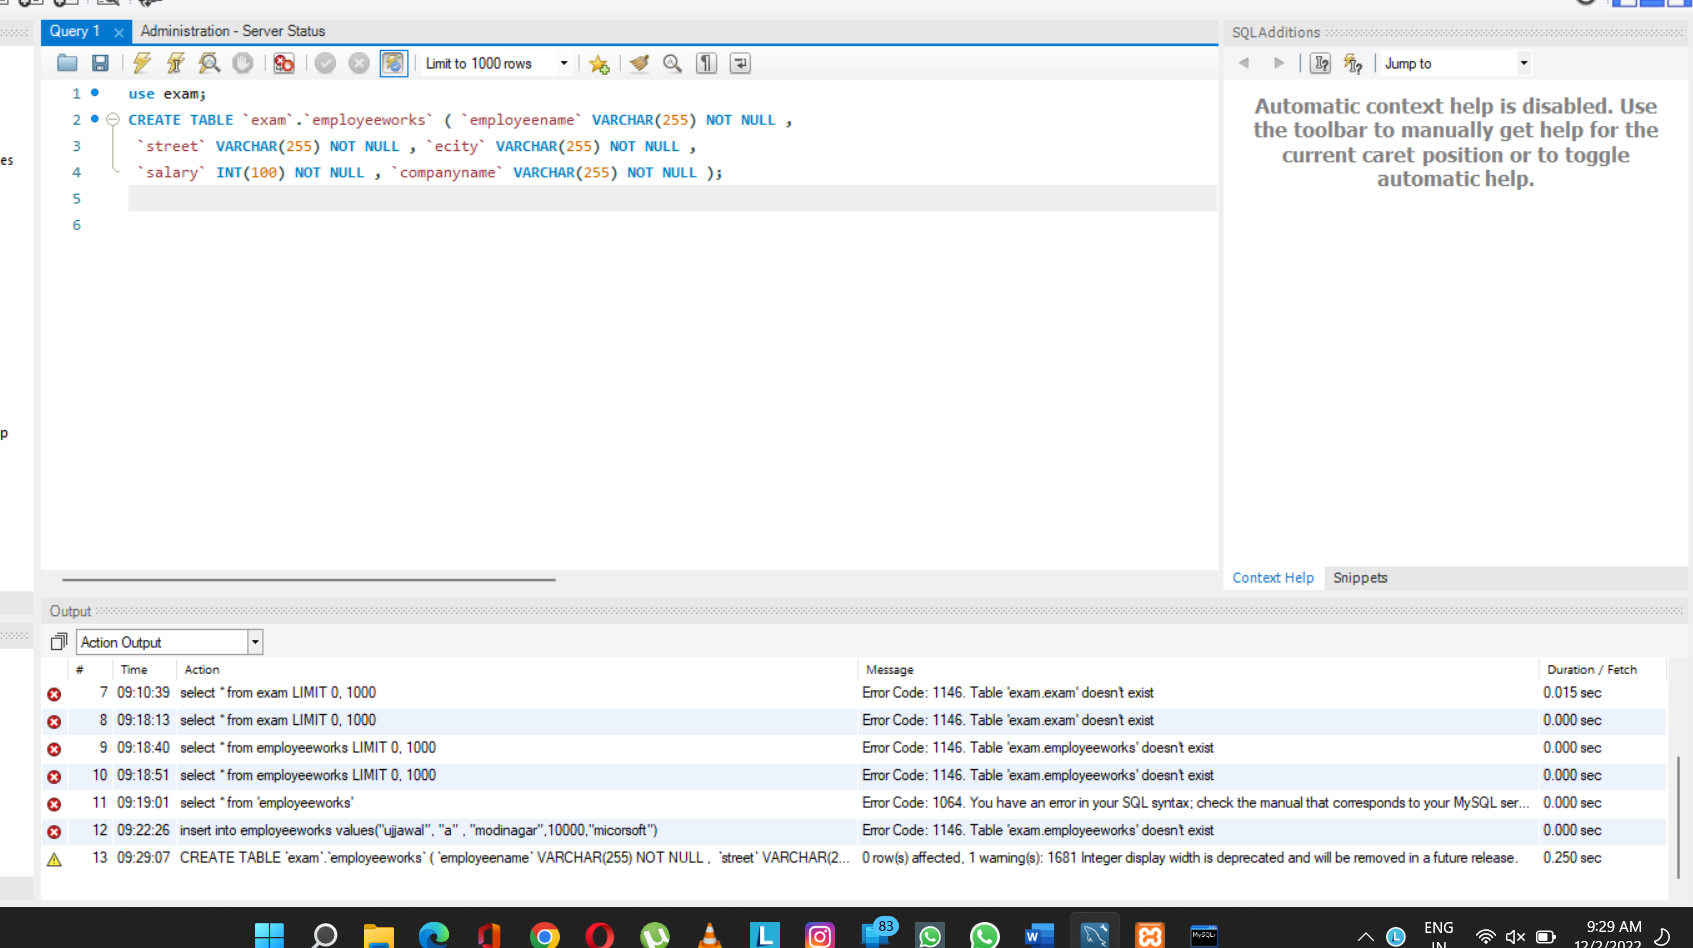 Query 1 × Administration - Server Status
Limit to 1000 rows
1 use exam;
2 CREATE TABLE `exam`.`employeeworks` ( `employeename` VARCHAR(255) NOT NULL ,
3 `street` VARCHAR(255) NOT NULL , `ecity` VARCHAR(255) NOT NULL ,
4 `salary` INT(100) NOT NULL , `companyname` VARCHAR(255) NOT NULL );
5
6
es
p
SQLAdditions
Jump to
Automatic context help is disabled. Use
the toolbar to manually get help for the
current caret position or to toggle
automatic help.
Context Help Snippets
Output
Action Output
# Time Action Message Duration / Fetch
7 09:10:39 select * from exam LIMIT 0, 1000 Error Code: 1146. Table 'exam.exam' doesn't exist 0.015 sec
8 09:18:13 select * from exam LIMIT 0, 1000 Error Code: 1146. Table 'exam.exam' doesn't exist 0.000 sec
9 09:18:40 select * from employeeworks LIMIT 0, 1000 Error Code: 1146. Table 'exam.employeeworks' doesn't exist 0.000 sec
10 09:18:51 select * from employeeworks LIMIT 0, 1000 Error Code: 1146. Table 'exam.employeeworks' doesn't exist 0.000 sec
11 09:19:01 select * from 'employeeworks' Error Code: 1064. You have an error in your SQL syntax; check the manual that corresponds to your MySQL ser... 0.000 sec
12 09:22:26 insert into employeeworks values("ujjawal", "a" , "modinagar",10000,"micorsoft") Error Code: 1146. Table 'exam.employeeworks' doesn't exist 0.000 sec
13 09:29:07 CREATE TABLE `exam`.`employeeworks` ( `employeename` VARCHAR(255) NOT NULL , `street` VARCHAR(2... 0 row(s) affected, 1 warning(s): 1681 Integer display width is deprecated and will be removed in a future release. 0.250 sec
83
L
W
MySQL
L
ENG
IN
9:29 AM
12/2/2022